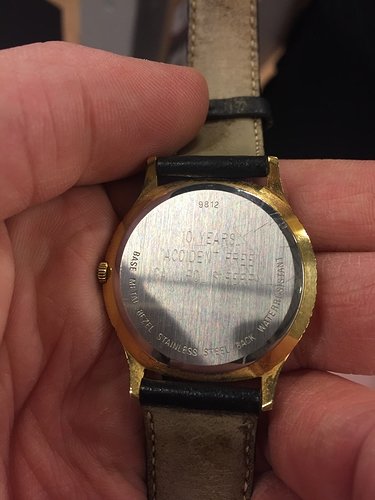 9812
10 YEARS
ACCIDENT FREE
BASE METAL BEZEL STAINLESS STEEL BACK WATER RESISTANT